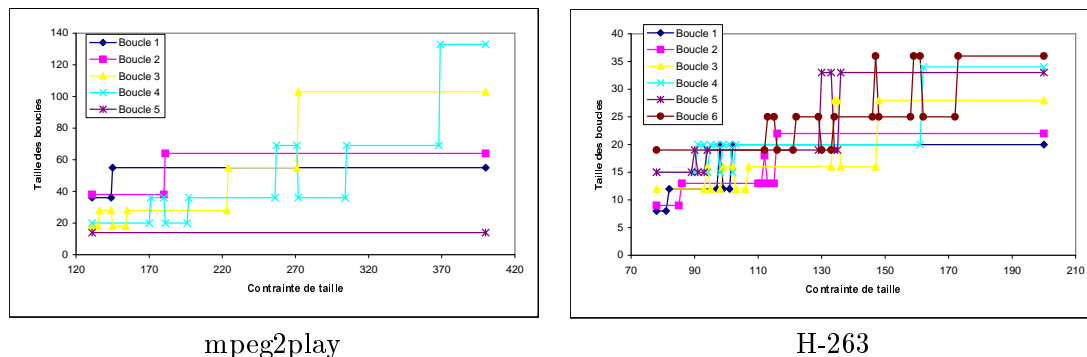 140
120
100
80
60
40
20
0
Taille des boucles
Boucle 1
Boucle 2
Boucle 3
Boucle 4
Boucle 5
120 170 220 270 320 370 420
Contrainte de taille
mpeg2play
40
35
30
25
20
15
10
5
0
Taille des boucles
Boucle 1
Boucle 2
Boucle 3
Boucle 4
Boucle 5
Boucle 6
70 90 110 130 150 170 190 210
Contrainte de taille
H-263